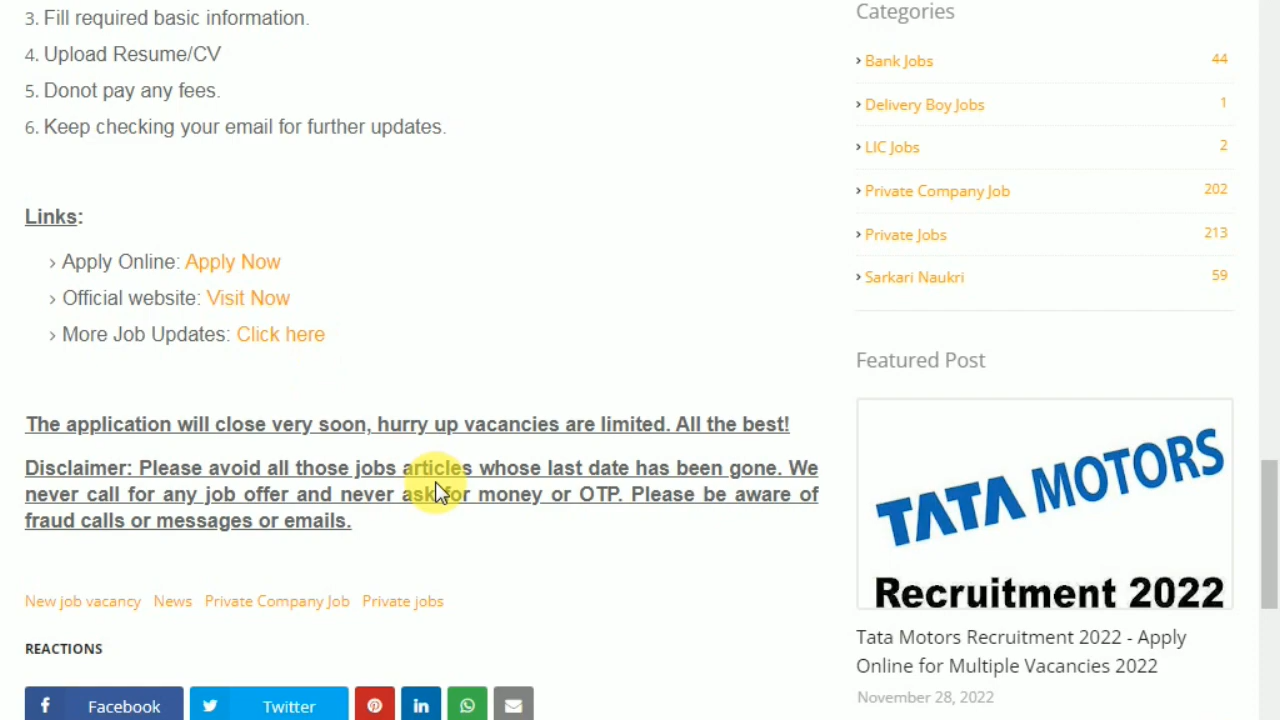 3. Fill required basic information.
4. Upload Resume/CV
5. Donot pay any fees.
6. Keep checking your email for further updates.
Links:
Apply Online: Apply Now
Official website: Visit Now
More Job Updates: Click here
The application will close very soon, hurry up vacancies are limited. All the best!
Disclaimer: Please avoid all those jobs articles whose last date has been gone. We
never call for any job offer and never ask for money or OTP. Please be aware of
fraud calls or messages or emails.
New job vacancy News Private Company Job Private jobs
REACTIONS
Facebook Twitter
Categories
Bank Jobs 44
Delivery Boy Jobs 1
LIC Jobs 2
Private Company Job 202
Private Jobs 213
Sarkari Naukri 59
Featured Post
TATA MOTORS
Recruitment 2022
Tata Motors Recruitment 2022 - Apply
Online for Multiple Vacancies 2022
November 28, 2022